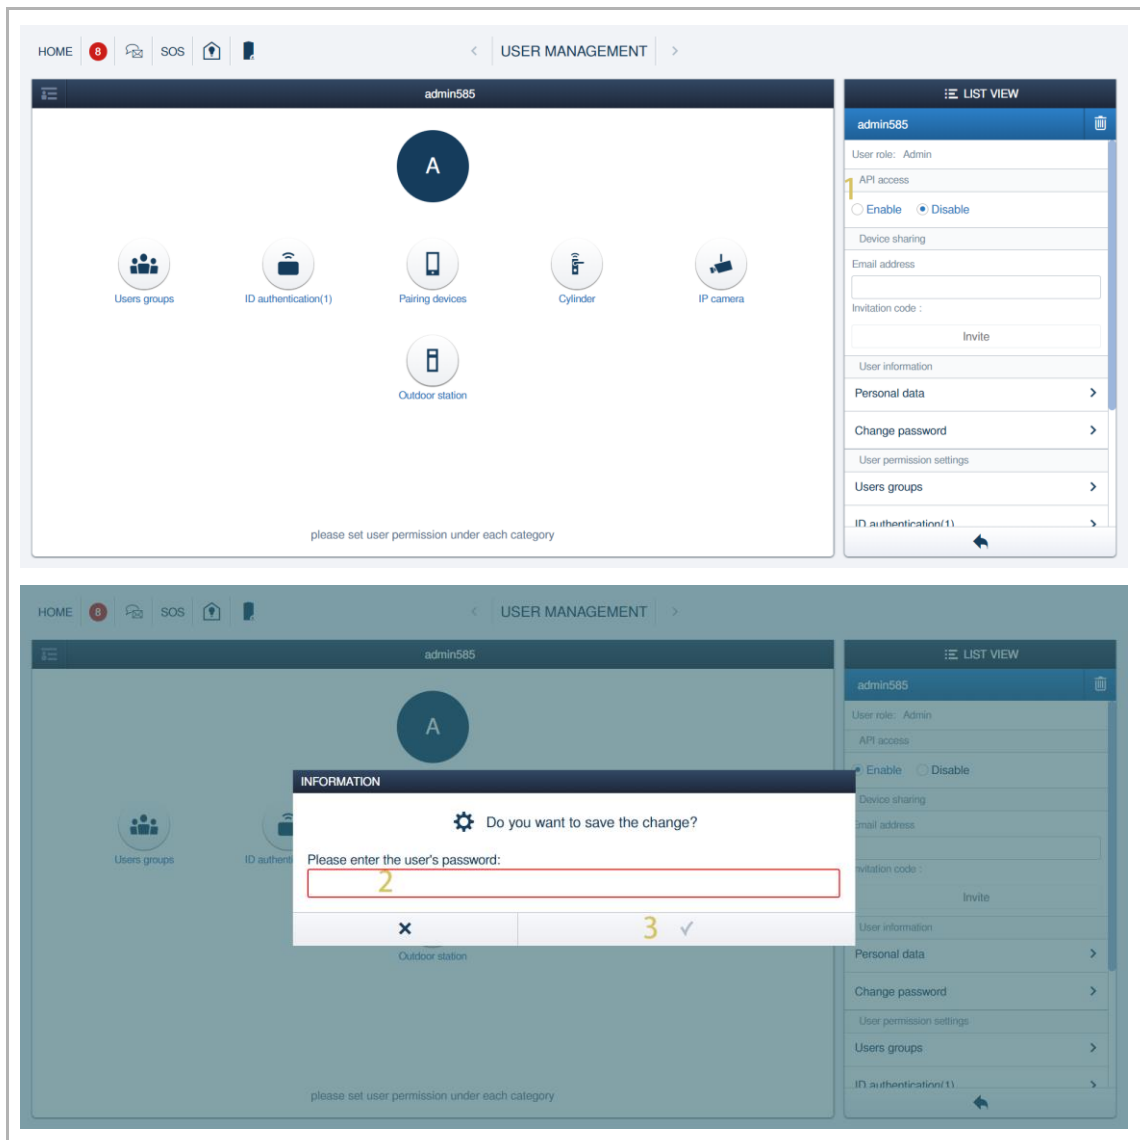 HOME 8 SOS < USER MANAGEMENT >
admin585
LIST VIEW
A
Users groups
ID authentication(1)
Pairing devices
Cylinder
IP camera
Outdoor station
please set user permission under each category
admin585
User role: Admin
1 API access
Enable Disable
Device sharing
Email address
Invitation code :
Invite
User information
Personal data
Change password
User permission settings
Users groups
ID authentication(1)
HOME 8 SOS < USER MANAGEMENT >
admin585
LIST VIEW
A
Users groups
ID authenti
Outdoor station
please set user permission under each category
INFORMATION
Do you want to save the change?
Please enter the user's password:
2
3
admin585
User role: Admin
API access
Enable Disable
Device sharing
Email address
Invitation code :
Invite
User information
Personal data
Change password
User permission settings
Users groups
ID authentication(1)